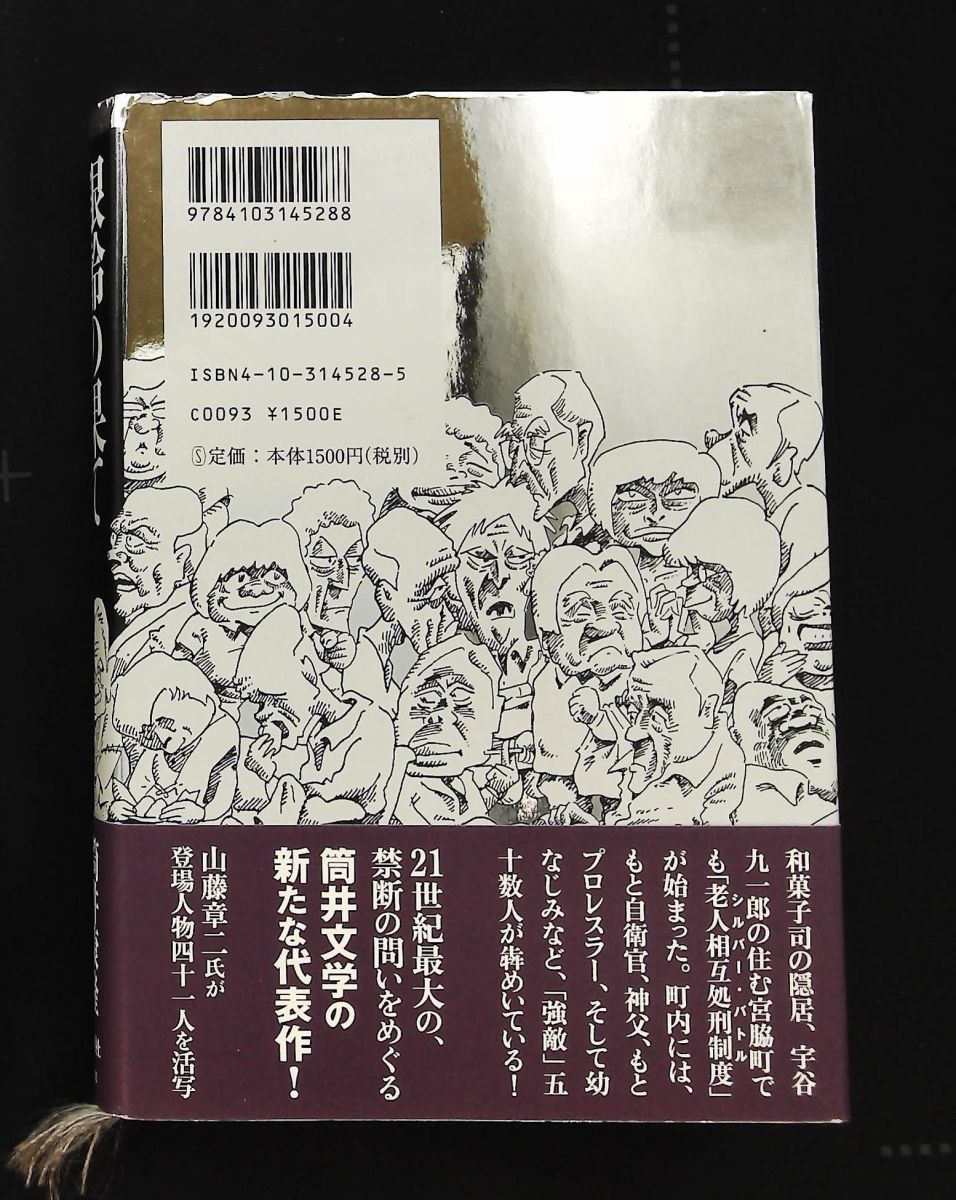 9784103145288
1920093015004
ISBN4-10-314528-5
C0093 ¥1500E
Ⓢ定価：本体1500円(税別)
銀齢の果て
和菓子司の隠居、宇谷
九一郎の住む宮脇町で
も「老人相互処刑制度」
シルバー・バトル
が始まった。町内には、
もと自衛官、神父、もと
プロレスラー、そして幼
なじみなど、「強敵」五
十数人が犇めいている！
21世紀最大の、
禁断の問いをめぐる
筒井文学の
新たな代表作！
山藤章二氏が
登場人物四十一人を活写